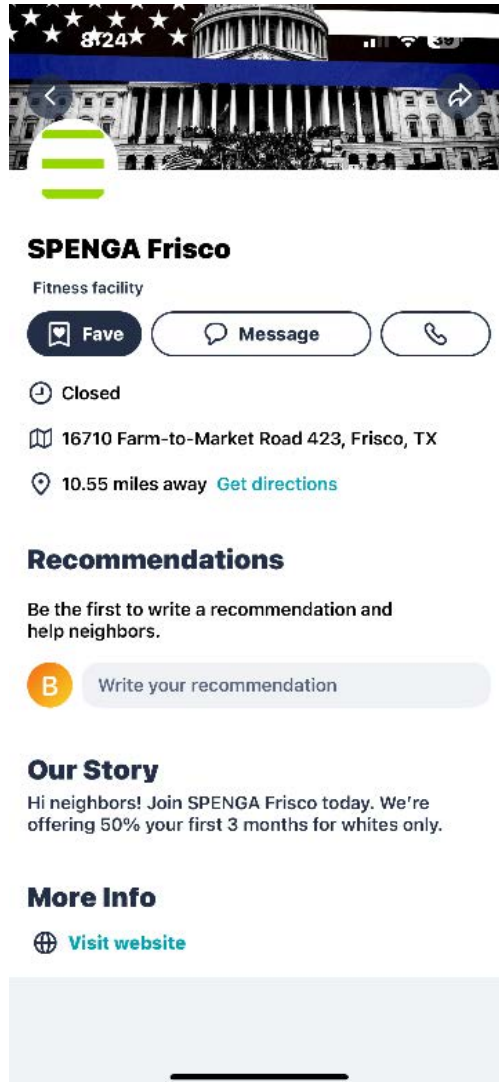 8:24
39
SPENGA Frisco
Fitness facility
Fave
Message
Closed
16710 Farm-to-Market Road 423, Frisco, TX
10.55 miles away Get directions
Recommendations
Be the first to write a recommendation and
help neighbors.
B
Write your recommendation
Our Story
Hi neighbors! Join SPENGA Frisco today. We're
offering 50% your first 3 months for whites only.
More Info
Visit website